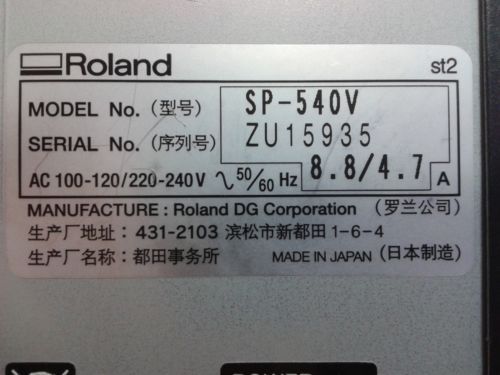 Roland
st2
MODEL No.(型号) SP-540V
SERIAL No.(序列号) ZU15935
AC 100-120/220-240V ∿ 50/60 Hz 8.8/4.7 A
MANUFACTURE : Roland DG Corporation (罗兰公司)
生产厂地址: 431-2103 滨松市新都田1-6-4
生产厂名称: 都田事务所 MADE IN JAPAN (日本制造)